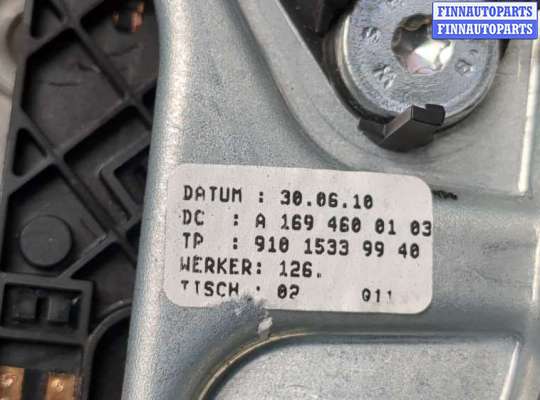 FINNAUTOPARTS
FINNAUTOPARTS
DATUM : 30.06.10
DC : A 169 460 01 03
TP : 910 1533 99 40
WERKER: 126.
TISCH : 02 Q11